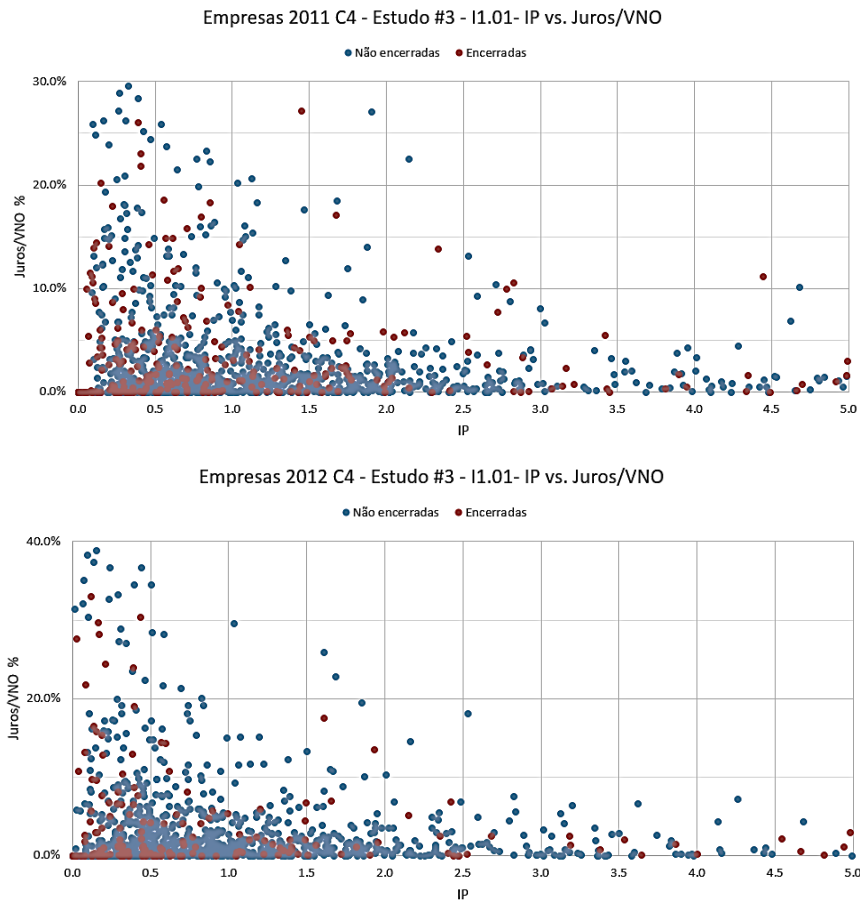 Empresas 2011 C4 - Estudo #3 - I1.01- IP vs. Juros/VNO
Não encerradas Encerradas
30.0%
20.0%
10.0%
0.0%
Juros/VNO %
0.0 0.5 1.0 1.5 2.0 2.5 3.0 3.5 4.0 4.5 5.0
IP
Empresas 2012 C4 - Estudo #3 - I1.01- IP vs. Juros/VNO
Não encerradas Encerradas
40.0%
20.0%
0.0%
Juros/VNO %
0.0 0.5 1.0 1.5 2.0 2.5 3.0 3.5 4.0 4.5 5.0
IP